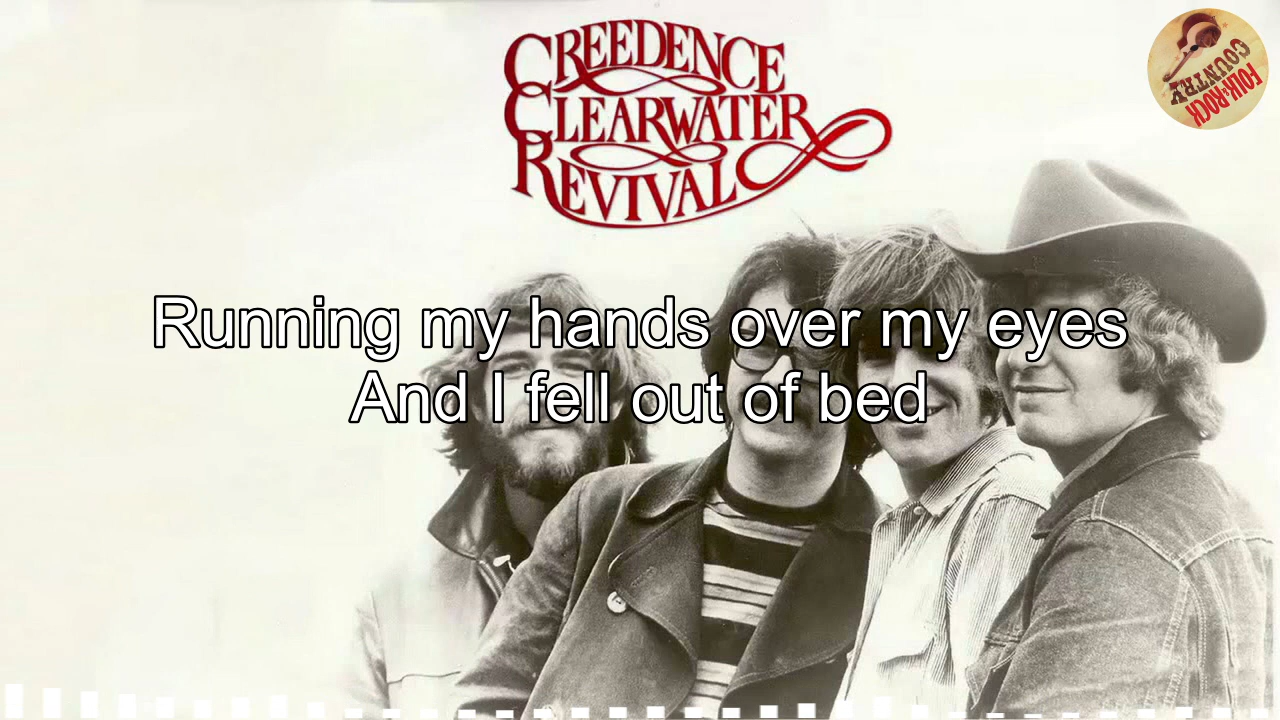 CREEDENCE
CLEARWATER
REVIVAL
COUNTRY
FOLK & ROCK
Running my hands over my eyes
And I fell out of bed